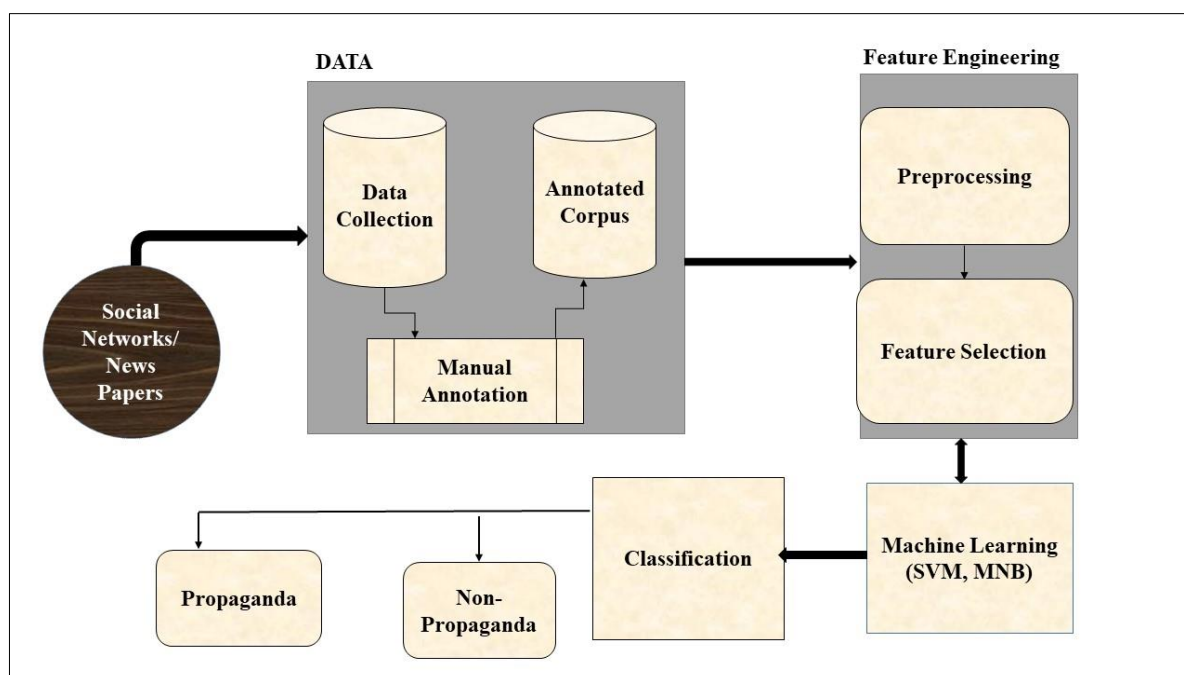 DATA
Feature Engineering
Data
Collection
Annotated
Corpus
Preprocessing
Social
Networks/
News
Papers
Manual
Annotation
Feature Selection
Classification
Machine Learning
(SVM, MNB)
Propaganda
Non-
Propaganda